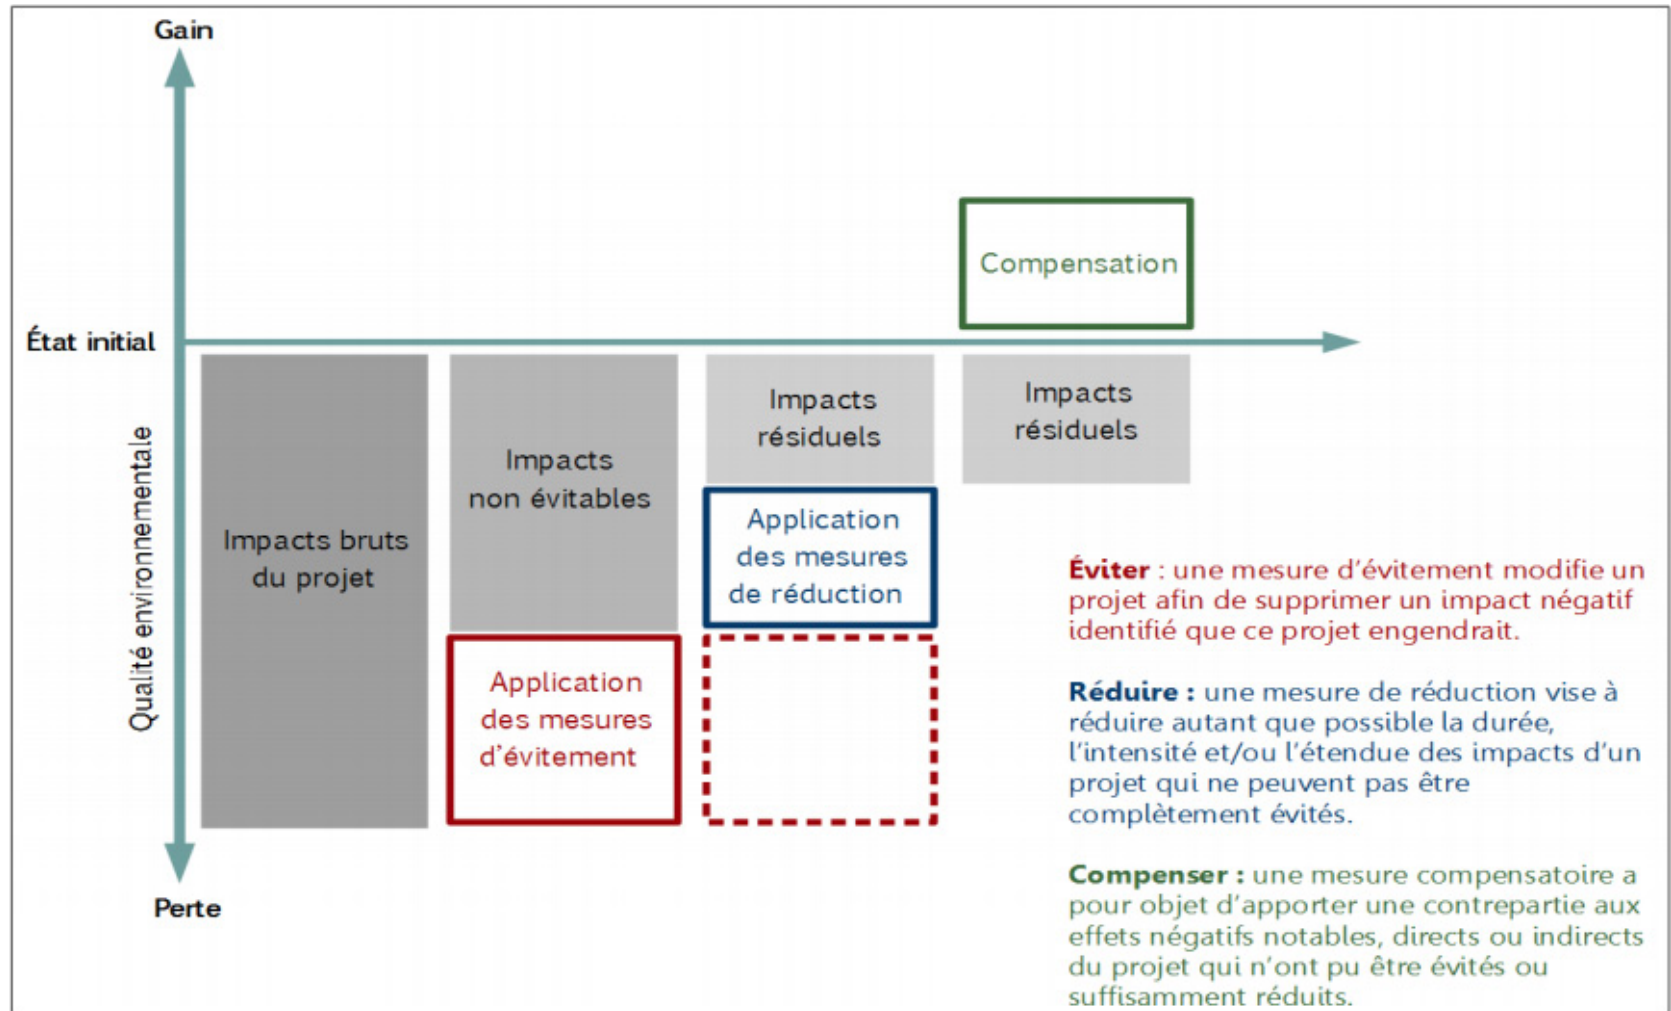 Gain
État initial
Qualité environnementale
Perte
Impacts bruts
du projet
Impacts
non évitables
Application
des mesures
d'évitement
Impacts
résiduels
Application
des mesures
de réduction
Compensation
Impacts
résiduels
Éviter : une mesure d'évitement modifie un
projet afin de supprimer un impact négatif
identifié que ce projet engendrait.
Réduire : une mesure de réduction vise à
réduire autant que possible la durée,
l'intensité et/ou l'étendue des impacts d'un
projet qui ne peuvent pas être
complètement évités.
Compenser : une mesure compensatoire a
pour objet d'apporter une contrepartie aux
effets négatifs notables, directs ou indirects
du projet qui n'ont pu être évités ou
suffisamment réduits.